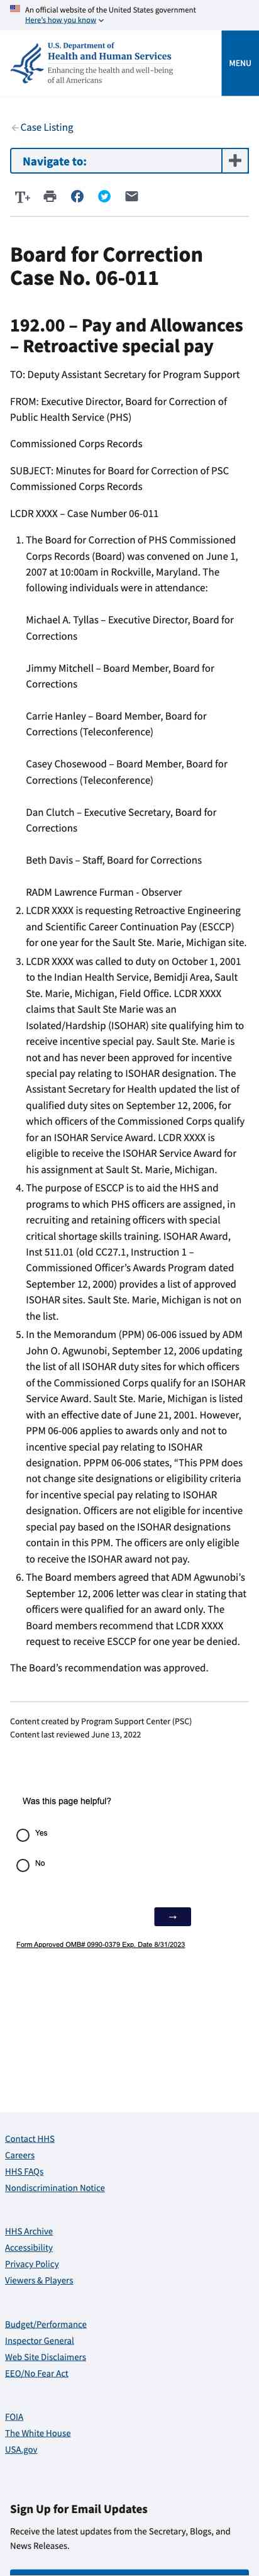 An official website of the United States government
Here's how you know
U.S. Department of
Health and Human Services
Enhancing the health and well-being
of all Americans
MENU
Case Listing
Navigate to:
T+
Board for Correction
Case No. 06-011
192.00 – Pay and Allowances
– Retroactive special pay
TO: Deputy Assistant Secretary for Program Support
FROM: Executive Director, Board for Correction of
Public Health Service (PHS)
Commissioned Corps Records
SUBJECT: Minutes for Board for Correction of PSC
Commissioned Corps Records
LCDR XXXX – Case Number 06-011
1. The Board for Correction of PHS Commissioned
Corps Records (Board) was convened on June 1,
2007 at 10:00am in Rockville, Maryland. The
following individuals were in attendance:
Michael A. Tyllas – Executive Director, Board for
Corrections
Jimmy Mitchell – Board Member, Board for
Corrections
Carrie Hanley – Board Member, Board for
Corrections (Teleconference)
Casey Chosewood – Board Member, Board for
Corrections (Teleconference)
Dan Clutch – Executive Secretary, Board for
Corrections
Beth Davis – Staff, Board for Corrections
RADM Lawrence Furman - Observer
2. LCDR XXXX is requesting Retroactive Engineering
and Scientific Career Continuation Pay (ESCCP)
for one year for the Sault Ste. Marie, Michigan site.
3. LCDR XXXX was called to duty on October 1, 2001
to the Indian Health Service, Bemidji Area, Sault
Ste. Marie, Michigan, Field Office. LCDR XXXX
claims that Sault Ste Marie was an
Isolated/Hardship (ISOHAR) site qualifying him to
receive incentive special pay. Sault Ste. Marie is
not and has never been approved for incentive
special pay relating to ISOHAR designation. The
Assistant Secretary for Health updated the list of
qualified duty sites on September 12, 2006, for
which officers of the Commissioned Corps qualify
for an ISOHAR Service Award. LCDR XXXX is
eligible to receive the ISOHAR Service Award for
his assignment at Sault St. Marie, Michigan.
4. The purpose of ESCCP is to aid the HHS and
programs to which PHS officers are assigned, in
recruiting and retaining officers with special
critical shortage skills training. ISOHAR Award,
Inst 511.01 (old CC27.1, Instruction 1 –
Commissioned Officer's Awards Program dated
September 12, 2000) provides a list of approved
ISOHAR sites. Sault Ste. Marie, Michigan is not on
the list.
5. In the Memorandum (PPM) 06-006 issued by ADM
John O. Agwunobi, September 12, 2006 updating
the list of all ISOHAR duty sites for which officers
of the Commissioned Corps qualify for an ISOHAR
Service Award. Sault Ste. Marie, Michigan is listed
with an effective date of June 21, 2001. However,
PPM 06-006 applies to awards only and not to
incentive special pay relating to ISOHAR
designation. PPPM 06-006 states, “This PPM does
not change site designations or eligibility criteria
for incentive special pay relating to ISOHAR
designation. Officers are not eligible for incentive
special pay based on the ISOHAR designations
contain in this PPM. The officers are only eligible
to receive the ISOHAR award not pay.
6. The Board members agreed that ADM Agwunobi's
September 12, 2006 letter was clear in stating that
officers were qualified for an award only. The
Board members recommend that LCDR XXXX
request to receive ESCCP for one year be denied.
The Board's recommendation was approved.
Content created by Program Support Center (PSC)
Content last reviewed June 13, 2022
Was this page helpful?
Yes
No
→
Form Approved OMB# 0990-0379 Exp. Date 8/31/2023
Contact HHS
Careers
HHS FAQs
Nondiscrimination Notice
HHS Archive
Accessibility
Privacy Policy
Viewers & Players
Budget/Performance
Inspector General
Web Site Disclaimers
EEO/No Fear Act
FOIA
The White House
USA.gov
Sign Up for Email Updates
Receive the latest updates from the Secretary, Blogs, and
News Releases.